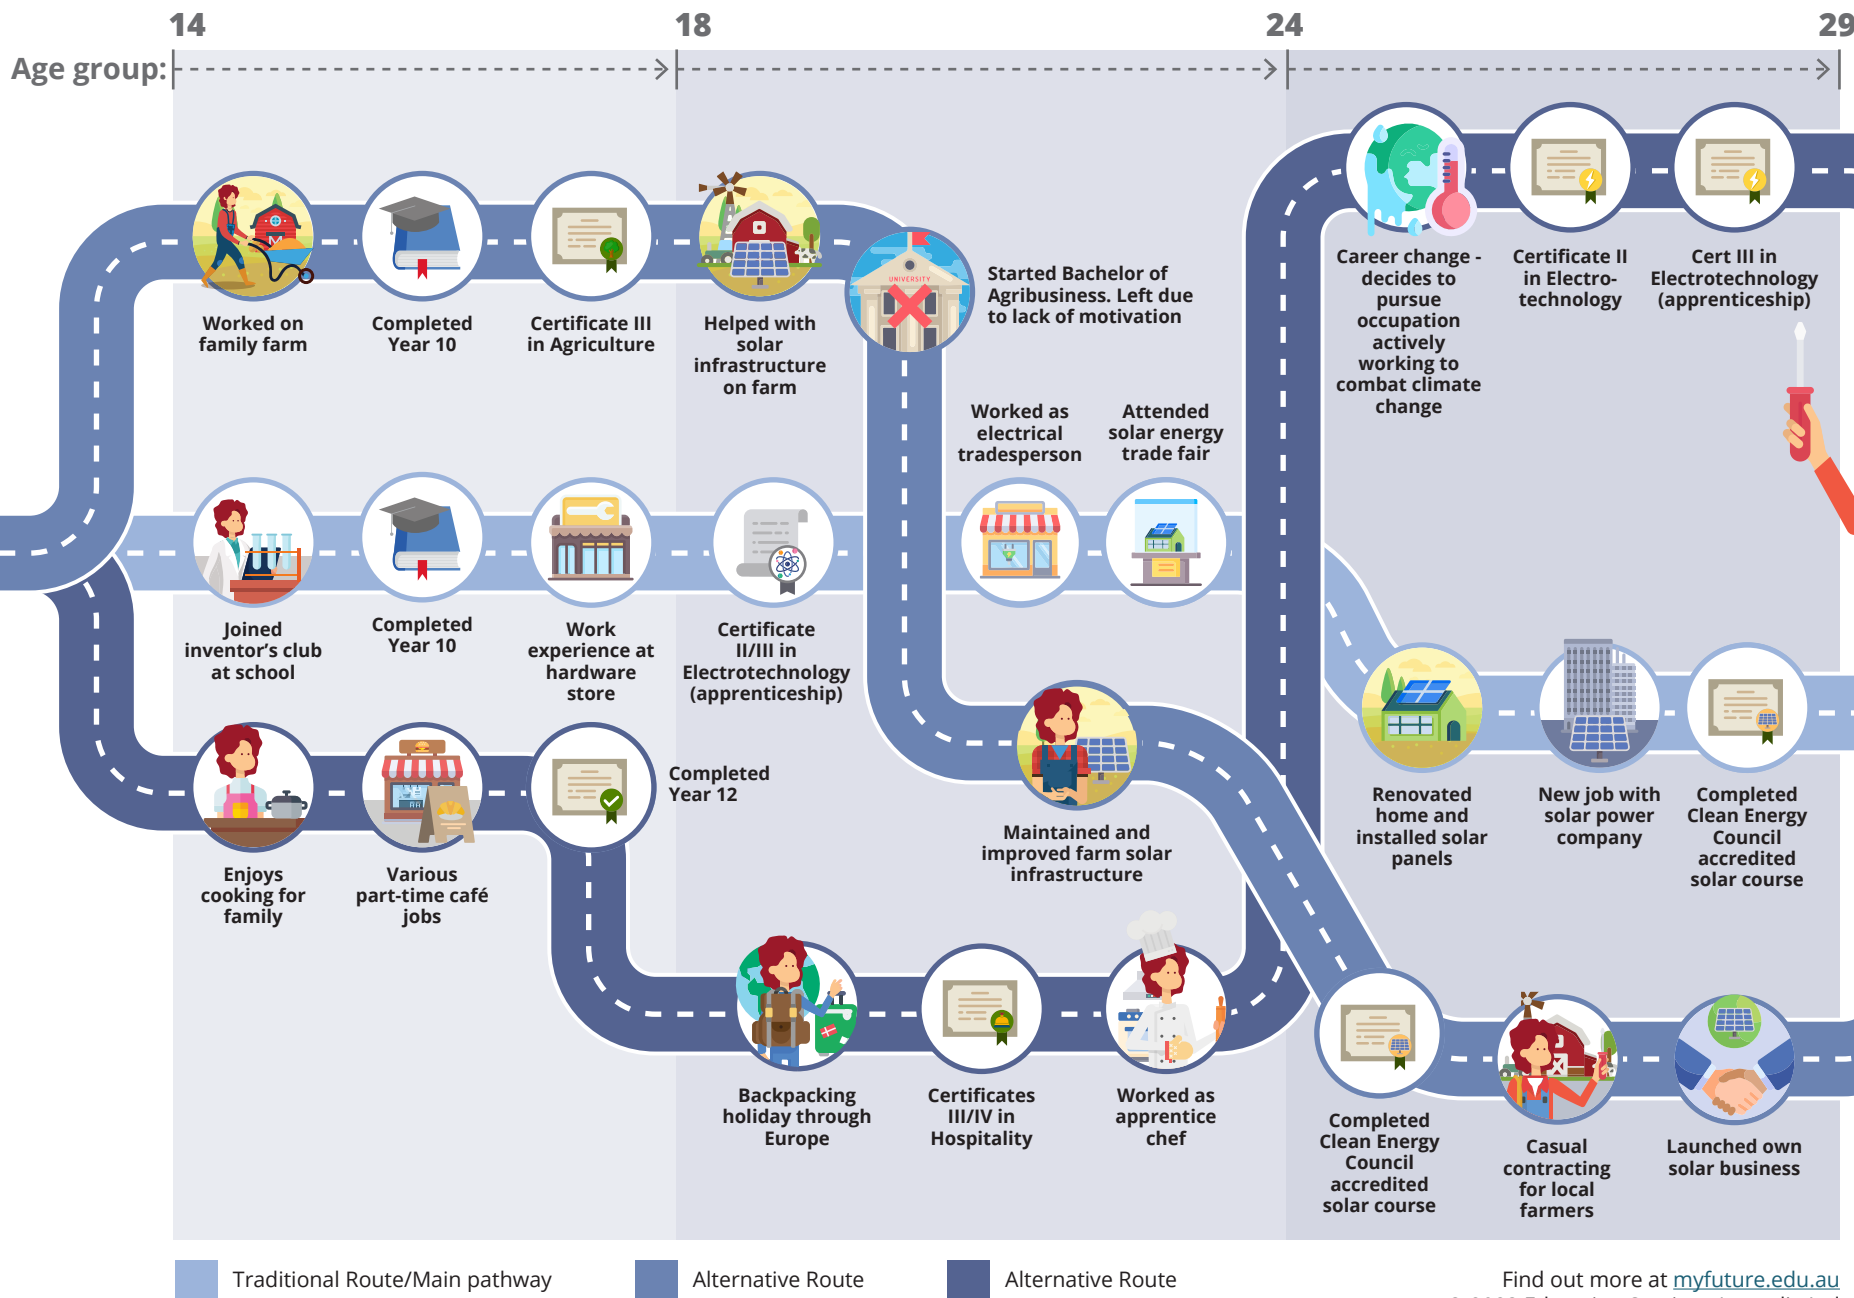 14
18
24
29
Age group:
Worked on
family farm
Completed
Year 10
Certificate III
in Agriculture
Helped with
solar
infrastructure
on farm
UNIVERSITY
Started Bachelor of
Agribusiness. Left due
to lack of motivation
Career change -
decides to
pursue
occupation
actively
working to
combat climate
change
Certificate II
in Electro-
technology
Cert III in
Electrotechnology
(apprenticeship)
Joined
inventor’s club
at school
Completed
Year 10
Work
experience at
hardware
store
Certificate
II/III in
Electrotechnology
(apprenticeship)
Worked as
electrical
tradesperson
Attended
solar energy
trade fair
Renovated
home and
installed solar
panels
New job with
solar power
company
Completed
Clean Energy
Council
accredited
solar course
Enjoys
cooking for
family
Various
part-time café
jobs
Completed
Year 12
Maintained and
improved farm solar
infrastructure
Backpacking
holiday through
Europe
Certificates
III/IV in
Hospitality
Worked as
apprentice
chef
Completed
Clean Energy
Council
accredited
solar course
Casual
contracting
for local
farmers
Launched own
solar business
Traditional Route/Main pathway
Alternative Route
Alternative Route
Find out more at myfuture.edu.au